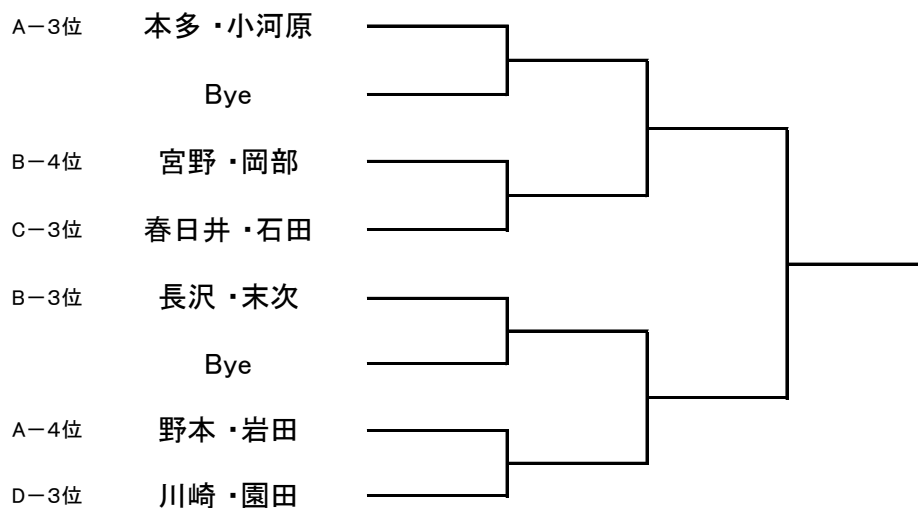 A－3位 本多・小河原
Bye
B－4位 宮野・岡部
C－3位 春日井・石田
B－3位 長沢・末次
Bye
A－4位 野本・岩田
D－3位 川崎・園田